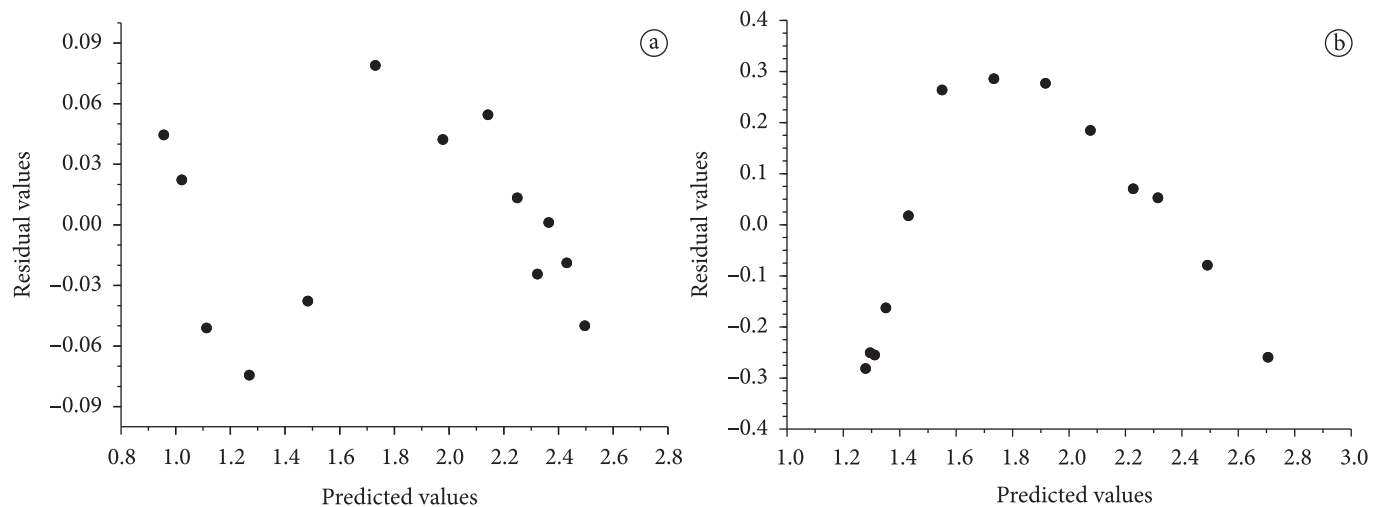 a
0.09
0.06
0.03
0.00
−0.03
−0.06
−0.09
Residual values
0.8 1.0 1.2 1.4 1.6 1.8 2.0 2.2 2.4 2.6 2.8
Predicted values
b
0.4
0.3
0.2
0.1
0.0
−0.1
−0.2
−0.3
−0.4
Residual values
1.0 1.2 1.4 1.6 1.8 2.0 2.2 2.4 2.6 2.8 3.0
Predicted values